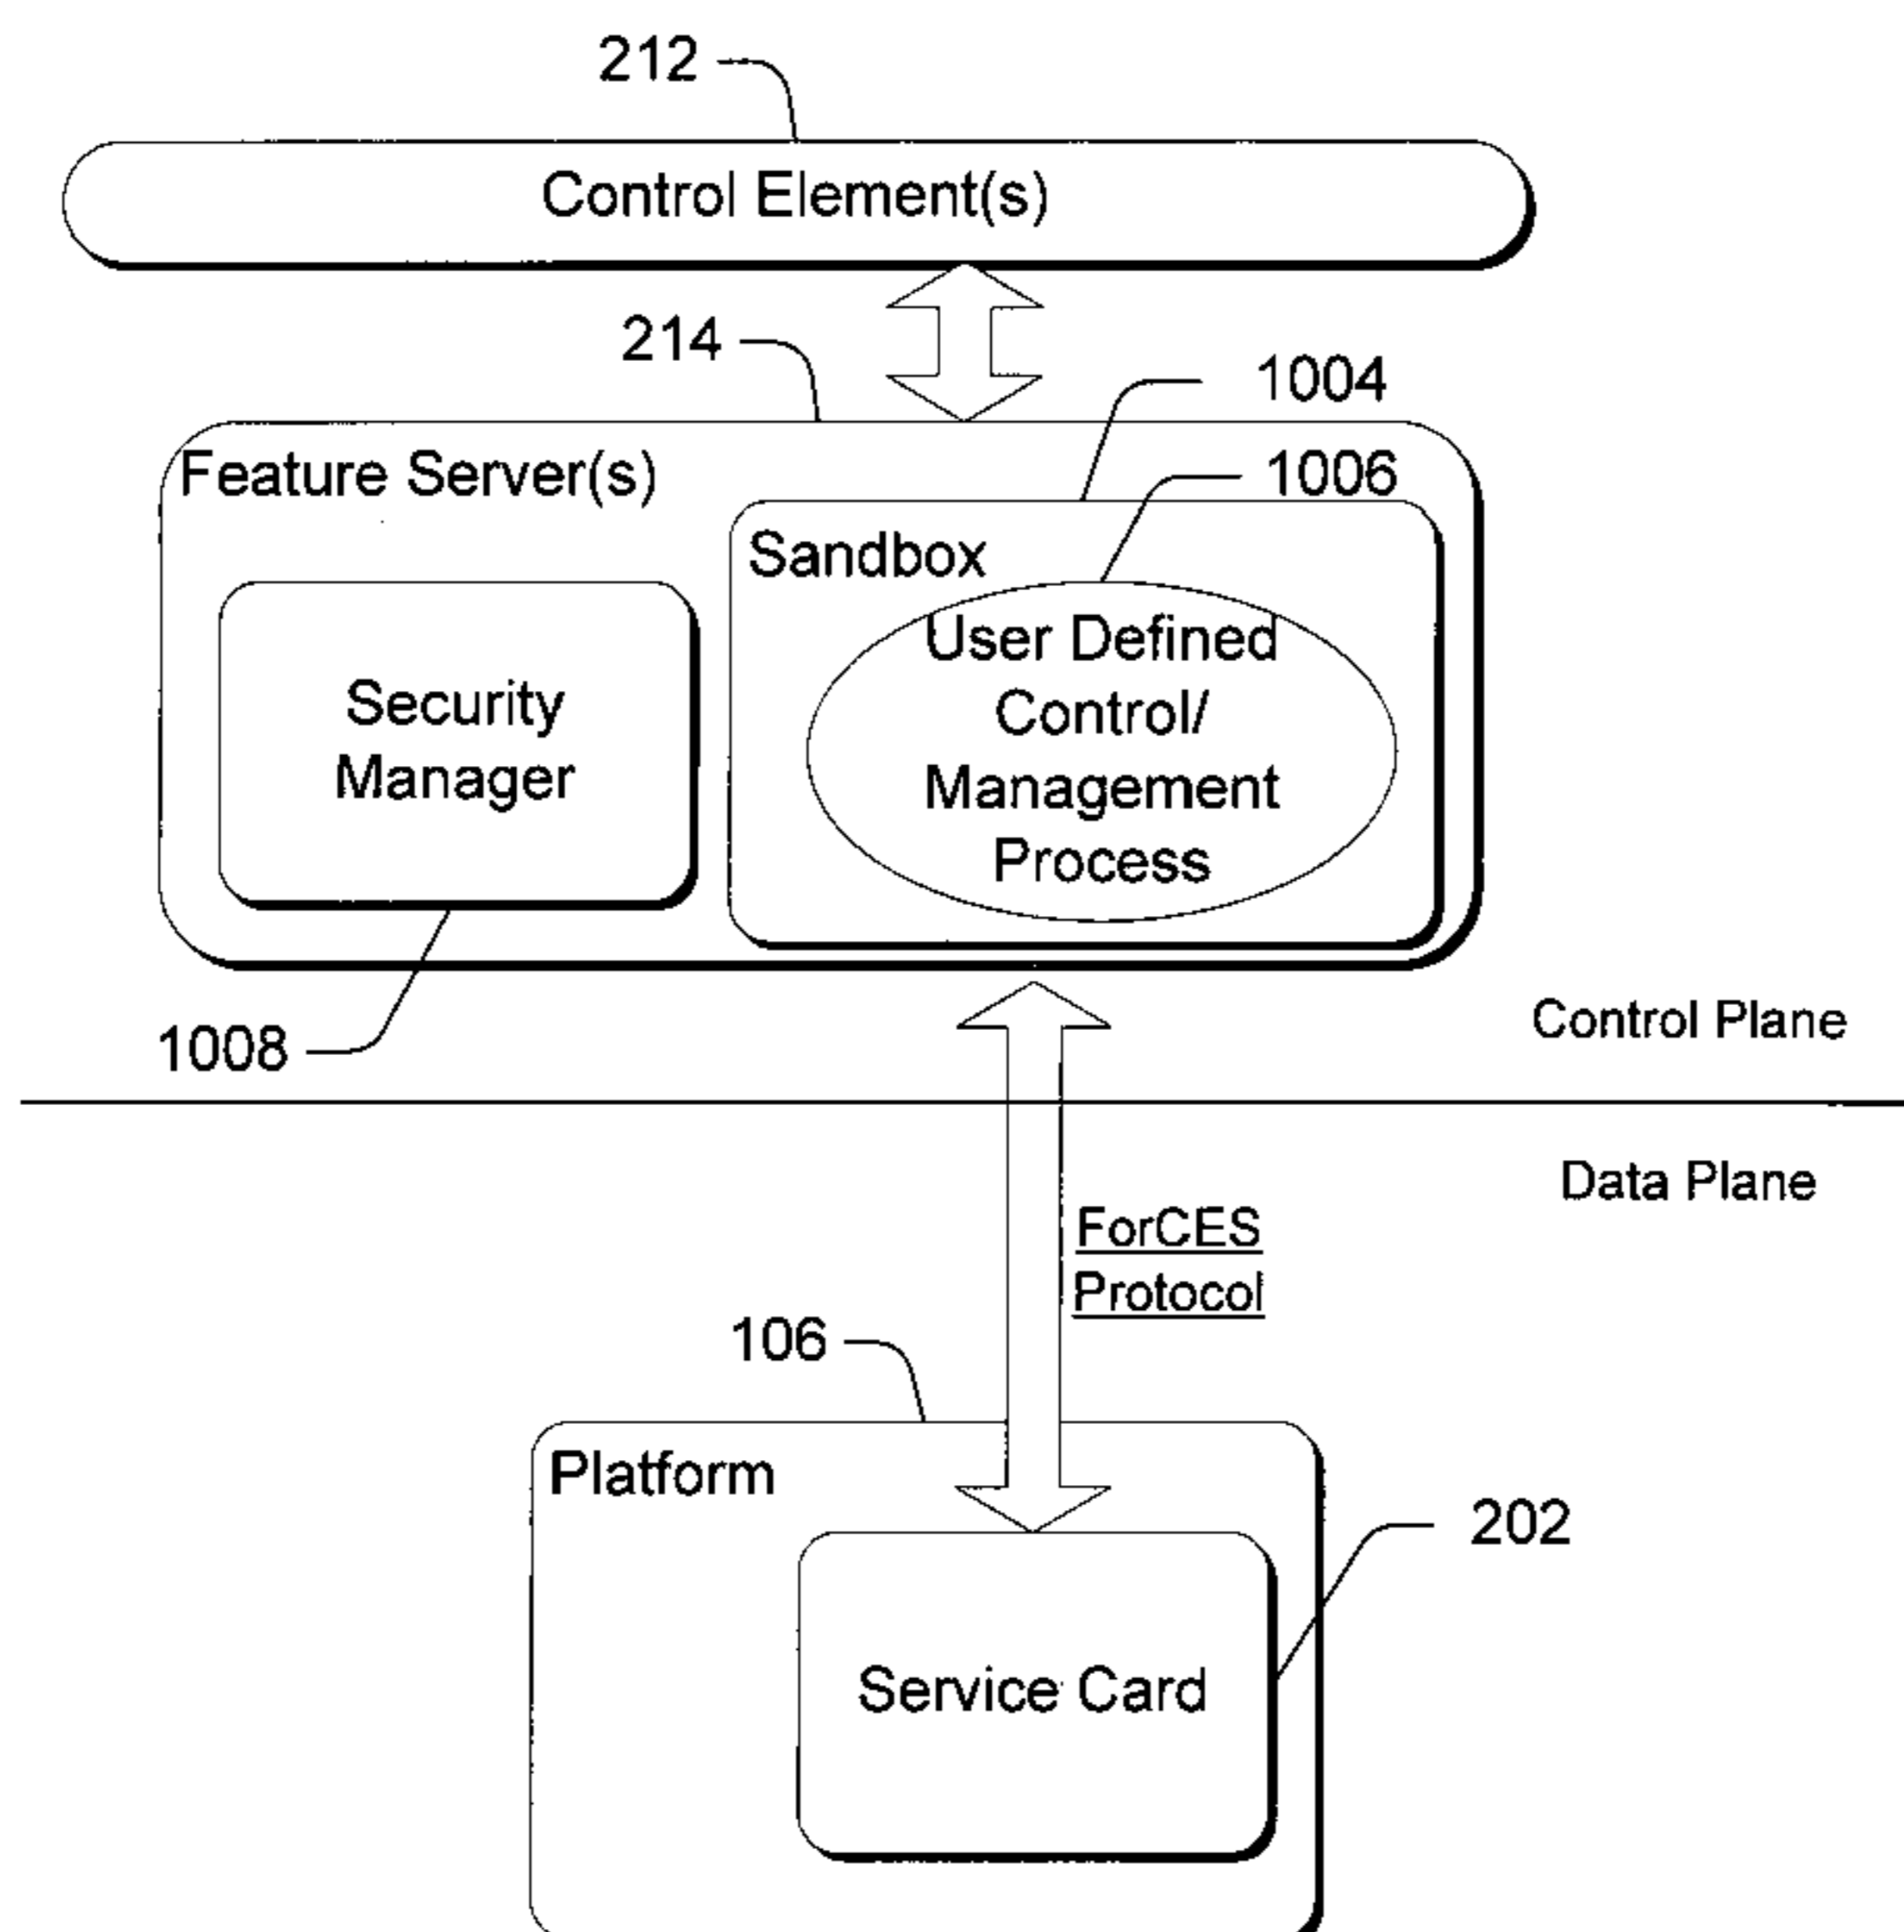 212
Control Element(s)
214
1004
Feature Server(s)
1006
Sandbox
User Defined
Control/
Management
Process
Security
Manager
1008
Control Plane
Data Plane
ForCES
Protocol
106
Platform
202
Service Card